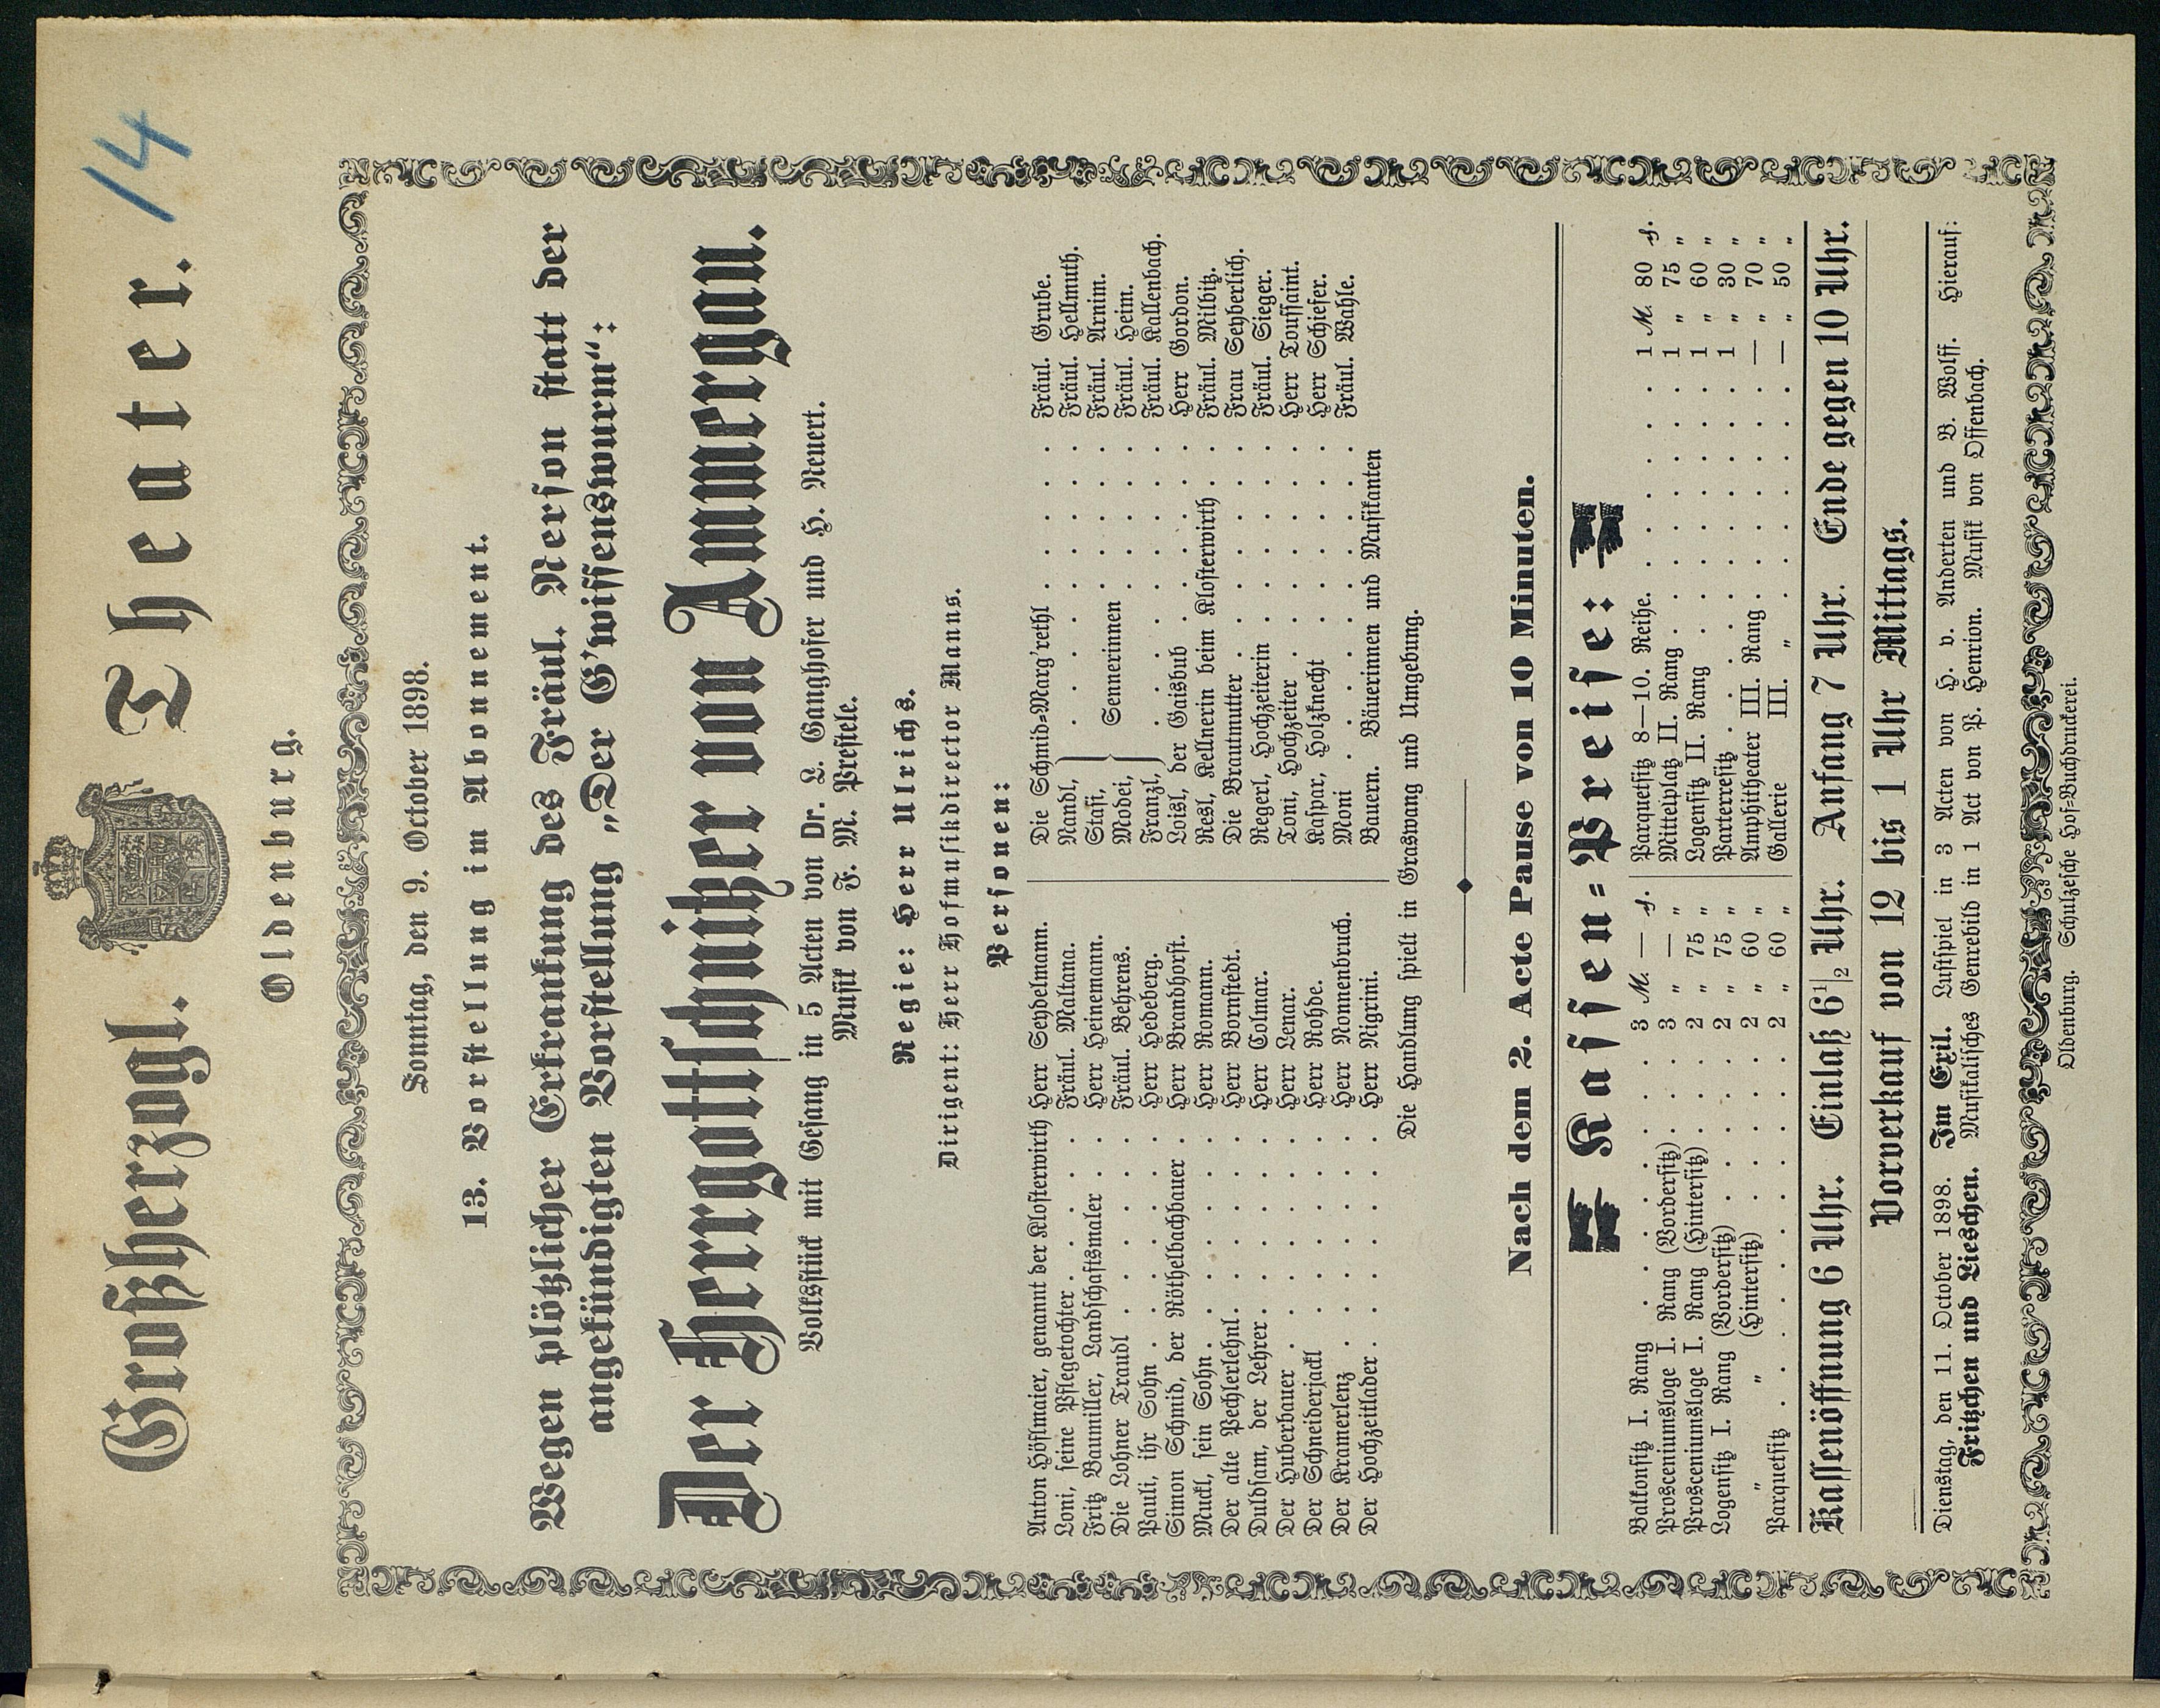 Großherzogl. Theater.
14
Oldenburg.
Sonntag, den 9. October 1898.
13. Vorstellung im Abonnement.
Wegen plötzlicher Erkrankung des Fräul. Nerson statt der
angekündigten Vorstellung „Der G'wissenswurm“:
Der Herrgottschnitzer von Ammergau.
Volksstück mit Gesang in 5 Acten von Dr. L. Ganghofer und H. Neuert.
Musik von F. M. Prestele.
Regie: Herr Ulrichs.
Dirigent: Herr Hofmusikdirector Manns.
Personen:
Anton Höflmaier, genannt der Klosterwirth Herr Seydelmann.
Loni, seine Pflegetochter . . . . . . Fräul. Maltana.
Fritz Baumiller, Landschaftsmaler . . . Herr Heinemann.
Die Lohner Traudl . . . . . . Fräul. Behrens.
Pauli, ihr Sohn . . . . . . . Herr Hedeberg.
Simon Schmid, der Röthelbachbauer . . Herr Brandhorst.
Muckl, sein Sohn . . . . . . . Herr Romann.
Der alte Pechlerlehnl . . . . . . Herr Bornstedt.
Duldsam, der Lehrer . . . . . . Herr Colmar.
Der Huberbauer . . . . . . . Herr Lenar.
Der Schneiderjackl . . . . . . Herr Rohde.
Der Kramerlenz . . . . . . . Herr Nonnenbruch.
Der Hochzeitlader . . . . . . . Herr Nigrini.
Die Schmid-Marg'rethl . . . . . Fräul. Grube.
Nandl, } . . . . . . . . Fräul. Hellmuth.
Stasi, } Sennerinnen . . . . . Fräul. Arnim.
Modei, } . . . . . Fräul. Heim.
Franzl, } . . . . . . . . Fräul. Kallenbach.
Loisl, der Gaisbub . . . . . . Herr Gordon.
Resl, Kellnerin beim Klosterwirth . . Fräul. Milbitz.
Die Brautmutter . . . . . . . Frau Seyberlich.
Regerl, Hochzeiterin . . . . . . Fräul. Sieger.
Toni, Hochzeiter . . . . . . . Herr Toussaint.
Kaspar, Holzknecht . . . . . . Herr Schiefer.
Moni . . . . . . . . . Fräul. Wahle.
Bauern. Bäuerinnen und Musikanten
Die Handlung spielt in Graswang und Umgebung.
Nach dem 2. Acte Pause von 10 Minuten.
Kassen-Preise:
Balkonsitz I. Rang . . . . . . 3 M. — ₰.
Prosceniumsloge I. Rang (Vordersitz) . . . 3 „ — „
Prosceniumsloge I. Rang (Hintersitz) . . . 2 „ 75 „
Logensitz I. Rang (Vordersitz) . . . . 2 „ 75 „
„ „ (Hintersitz) . . . . 2 „ 60 „
Parquetsitz . . . . . . . . 2 „ 60 „
Parquetsitz 8—10. Reihe. . . . . . . 1 M. 80 ₰.
Mittelplatz II. Rang . . . . . . . 1 „ 75 „
Logensitz II. Rang . . . . . . . 1 „ 60 „
Parterresitz . . . . . . . . . 1 „ 30 „
Amphitheater III. Rang . . . . . . — „ 70 „
Gallerie III. „ . . . . . . — „ 50 „
Kassenöffnung 6 Uhr. Einlaß 6½ Uhr. Anfang 7 Uhr. Ende gegen 10 Uhr.
Vorverkauf von 12 bis 1 Uhr Mittags.
Dienstag, den 11. October 1898. Im Exil. Lustspiel in 3 Acten von H. v. Anderten und B. Wolff. Hierauf:
Fritzchen und Lieschen. Musikalisches Genrebild in 1 Act von P. Henrion. Musik von Offenbach.
Oldenburg. Schulzesche Hof-Buchdruckerei.